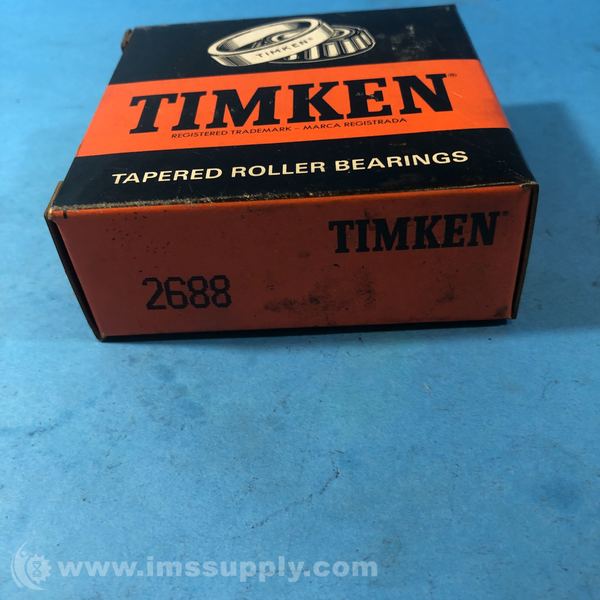 TIMKEN®
TIMKEN®
REGISTERED TRADEMARK – MARCA REGISTRADA
TAPERED ROLLER BEARINGS
TIMKEN
2688
www.imssupply.com